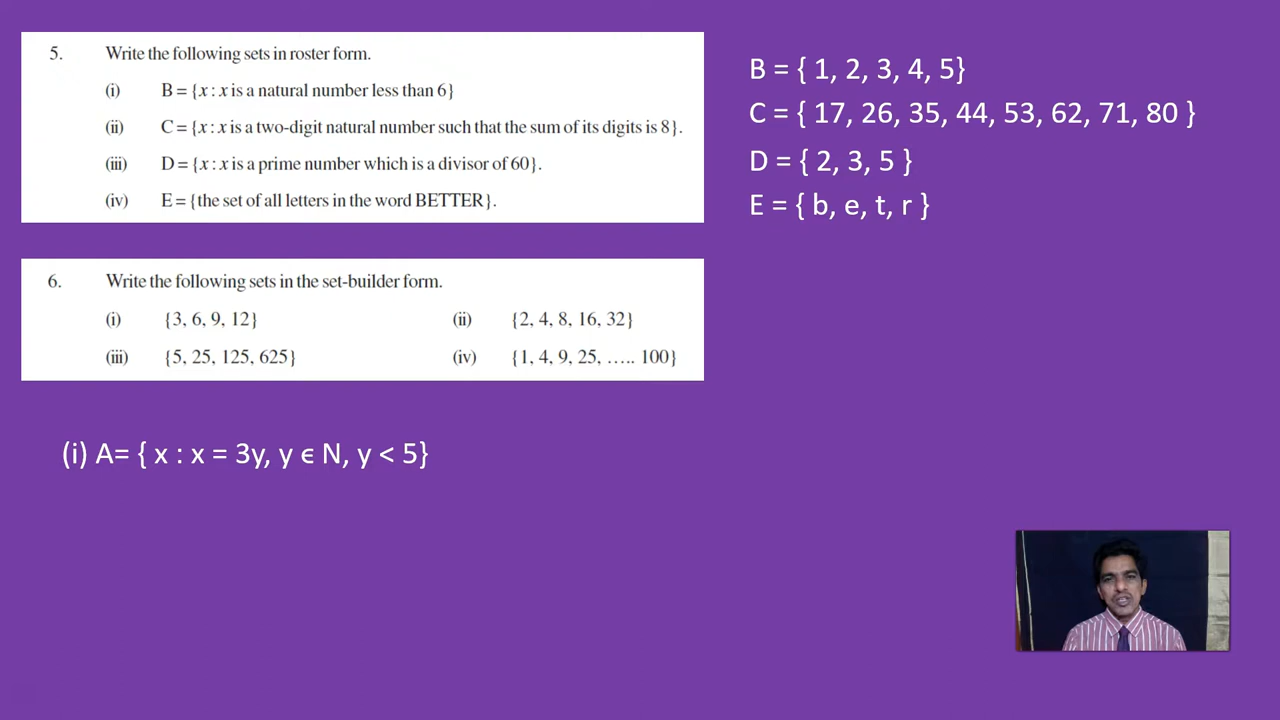 5. Write the following sets in roster form.
(i) B = {x : x is a natural number less than 6}
(ii) C = {x : x is a two-digit natural number such that the sum of its digits is 8}.
(iii) D = {x : x is a prime number which is a divisor of 60}.
(iv) E = {the set of all letters in the word BETTER}.
B = { 1, 2, 3, 4, 5}
C = { 17, 26, 35, 44, 53, 62, 71, 80 }
D = { 2, 3, 5 }
E = { b, e, t, r }
6. Write the following sets in the set-builder form.
(i) {3, 6, 9, 12} (ii) {2, 4, 8, 16, 32}
(iii) {5, 25, 125, 625} (iv) {1, 4, 9, 25, ..... 100}
(i) A= { x : x = 3y, y ϵ N, y < 5}